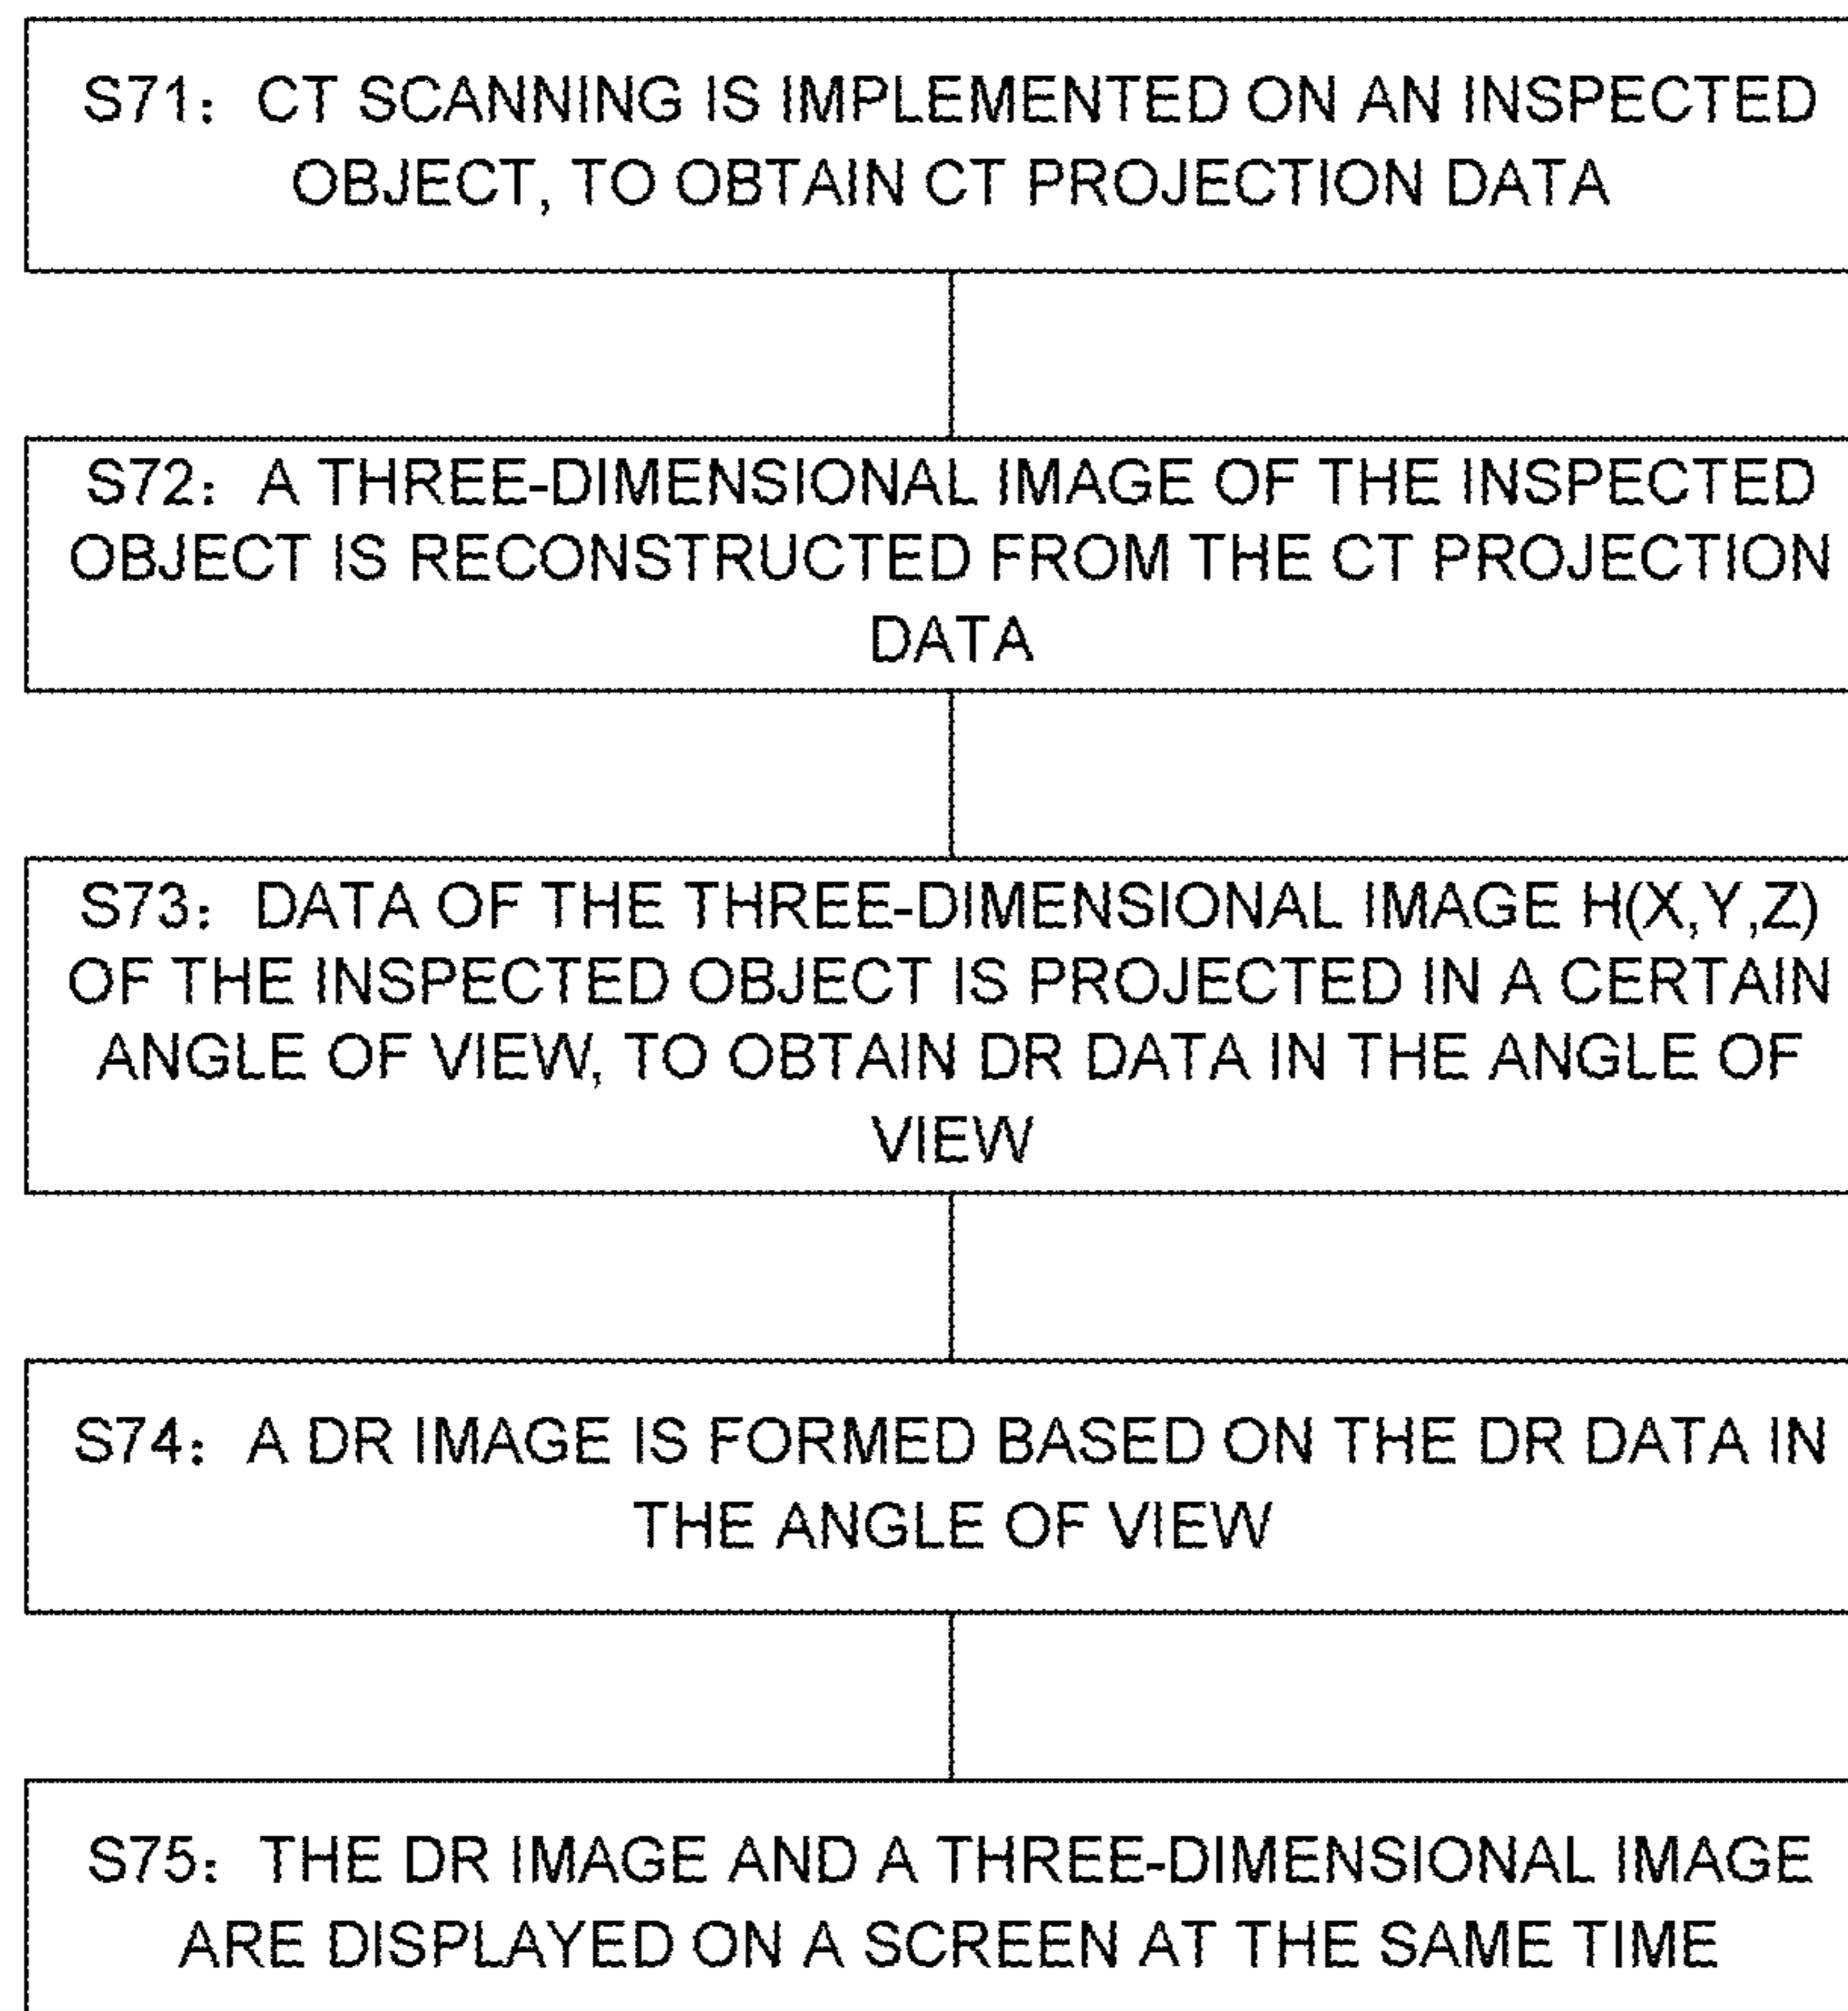 S71： CT SCANNING IS IMPLEMENTED ON AN INSPECTED
OBJECT, TO OBTAIN CT PROJECTION DATA
S72： A THREE-DIMENSIONAL IMAGE OF THE INSPECTED
OBJECT IS RECONSTRUCTED FROM THE CT PROJECTION
DATA
S73： DATA OF THE THREE-DIMENSIONAL IMAGE H(X,Y,Z)
OF THE INSPECTED OBJECT IS PROJECTED IN A CERTAIN
ANGLE OF VIEW, TO OBTAIN DR DATA IN THE ANGLE OF
VIEW
S74： A DR IMAGE IS FORMED BASED ON THE DR DATA IN
THE ANGLE OF VIEW
S75： THE DR IMAGE AND A THREE-DIMENSIONAL IMAGE
ARE DISPLAYED ON A SCREEN AT THE SAME TIME